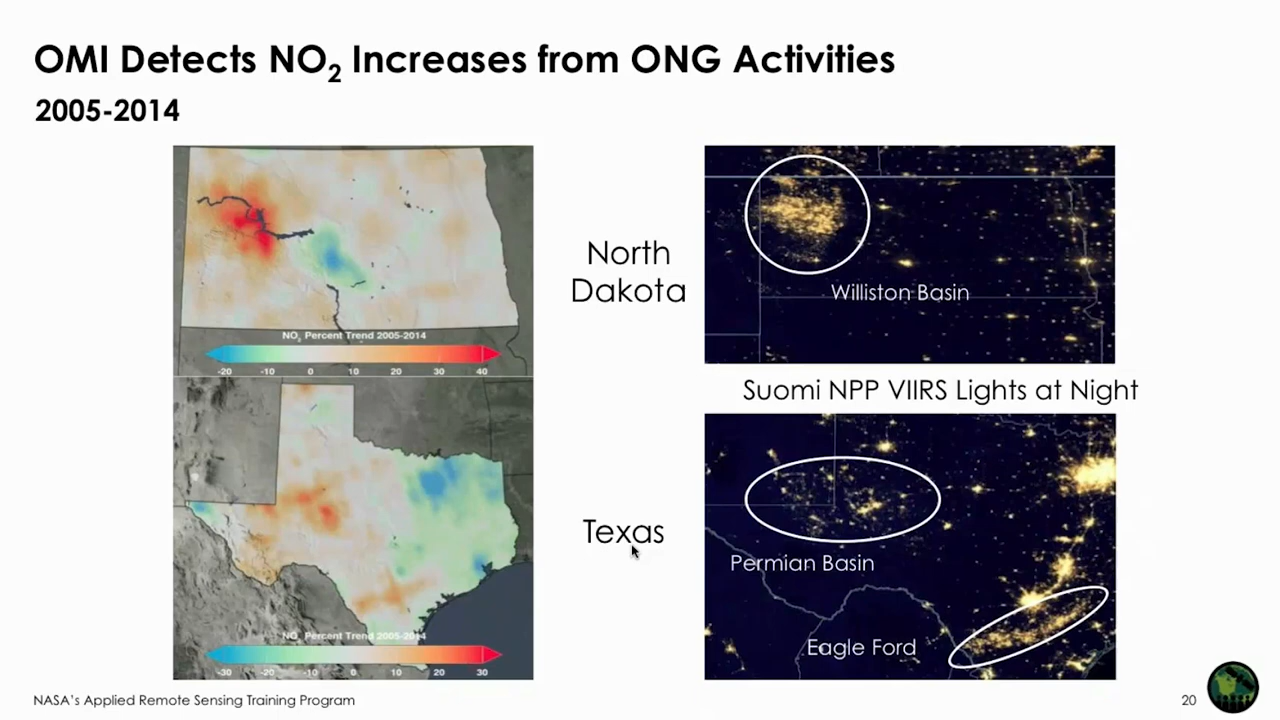 OMI Detects NO2 Increases from ONG Activities
2005-2014
NO2 Percent Trend 2005-2014
-20 -10 0 10 20 30 40
North
Dakota
Williston Basin
Suomi NPP VIIRS Lights at Night
Texas
Permian Basin
Eagle Ford
NO2 Percent Trend 2005-2014
-30 -20 -10 0 10 20 30
NASA's Applied Remote Sensing Training Program
20